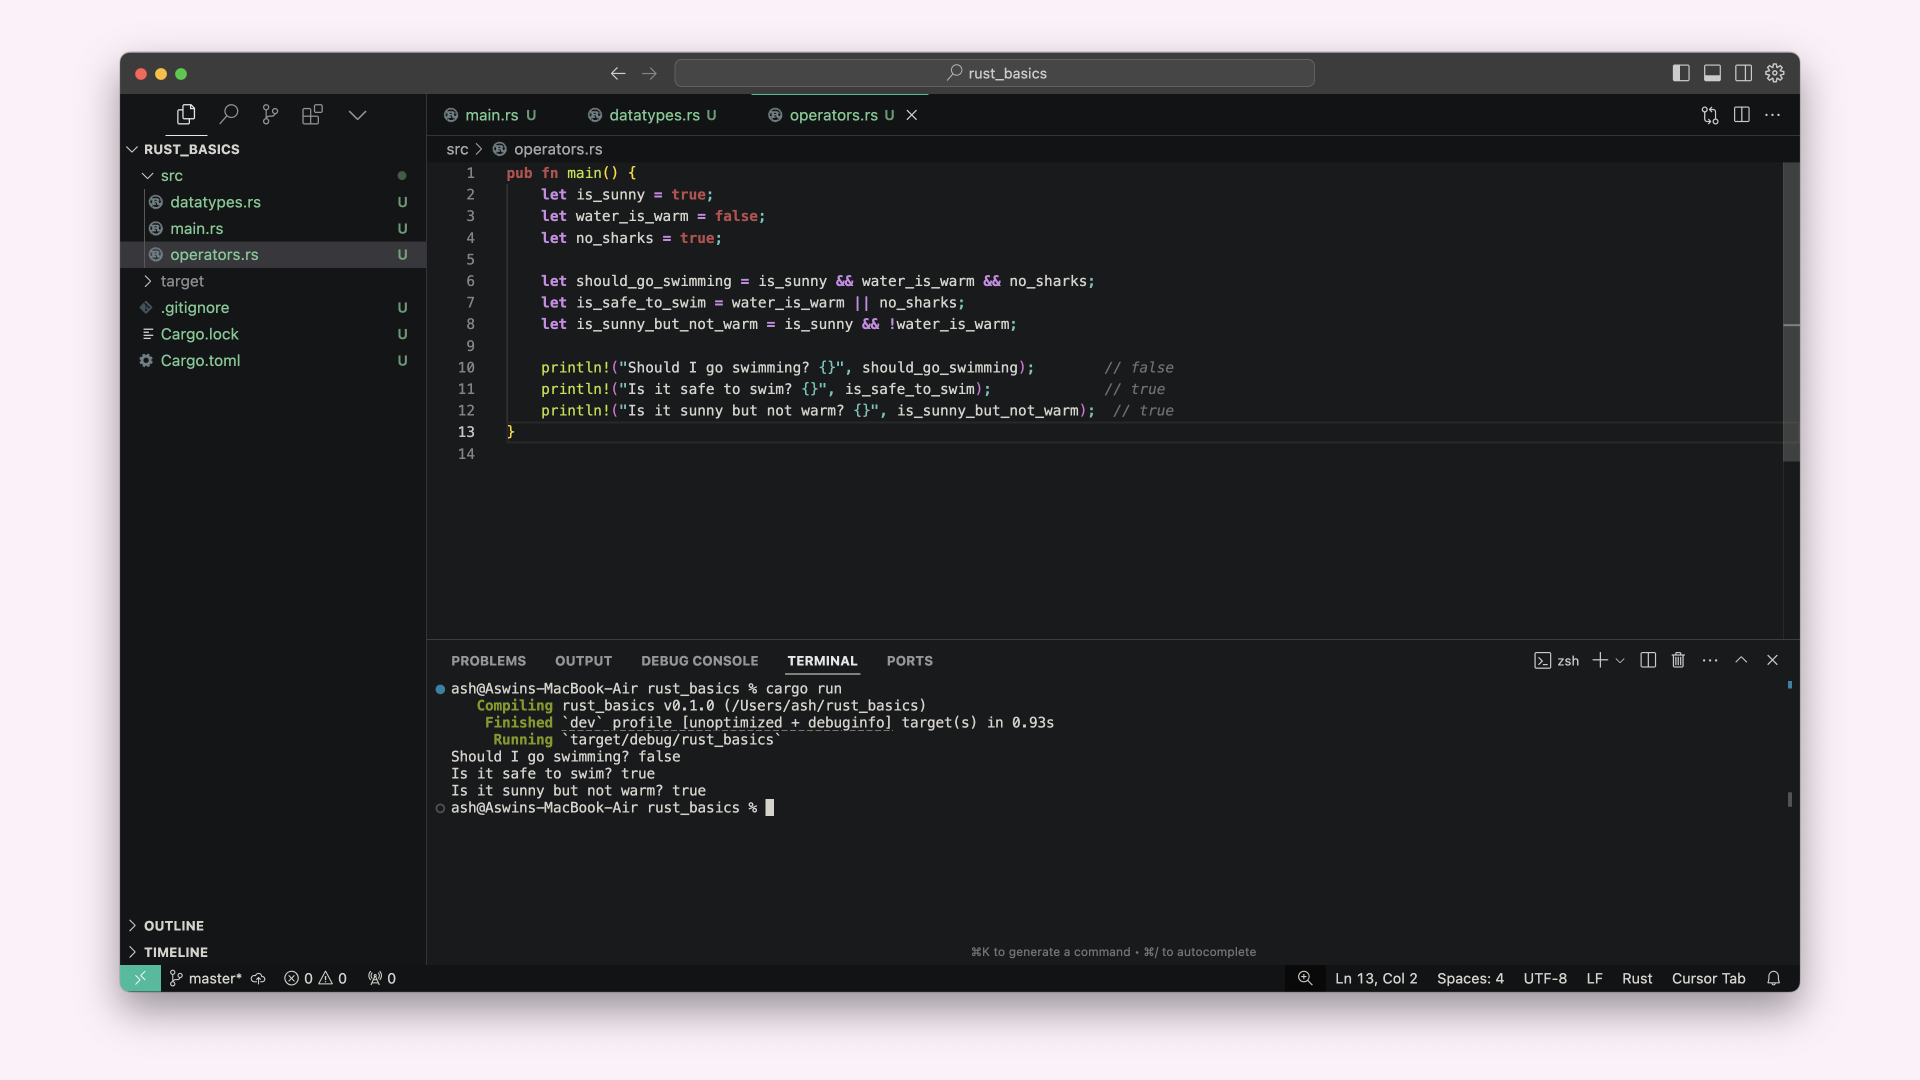 rust_basics
RUST_BASICS
src
datatypes.rs U
main.rs U
operators.rs U
target
.gitignore U
Cargo.lock U
Cargo.toml U
OUTLINE
TIMELINE
main.rs U datatypes.rs U operators.rs U
src operators.rs
1 pub fn main() {
2 let is_sunny = true;
3 let water_is_warm = false;
4 let no_sharks = true;
5
6 let should_go_swimming = is_sunny && water_is_warm && no_sharks;
7 let is_safe_to_swim = water_is_warm || no_sharks;
8 let is_sunny_but_not_warm = is_sunny && !water_is_warm;
9
10 println!("Should I go swimming? {}", should_go_swimming); // false
11 println!("Is it safe to swim? {}", is_safe_to_swim); // true
12 println!("Is it sunny but not warm? {}", is_sunny_but_not_warm); // true
13 }
14
PROBLEMS OUTPUT DEBUG CONSOLE TERMINAL PORTS zsh
ash@Aswins-MacBook-Air rust_basics % cargo run
Compiling rust_basics v0.1.0 (/Users/ash/rust_basics)
Finished `dev` profile [unoptimized + debuginfo] target(s) in 0.93s
Running `target/debug/rust_basics`
Should I go swimming? false
Is it safe to swim? true
Is it sunny but not warm? true
ash@Aswins-MacBook-Air rust_basics %
⌘K to generate a command • ⌘/ to autocomplete
master* 0 0 0 Ln 13, Col 2 Spaces: 4 UTF-8 LF Rust Cursor Tab